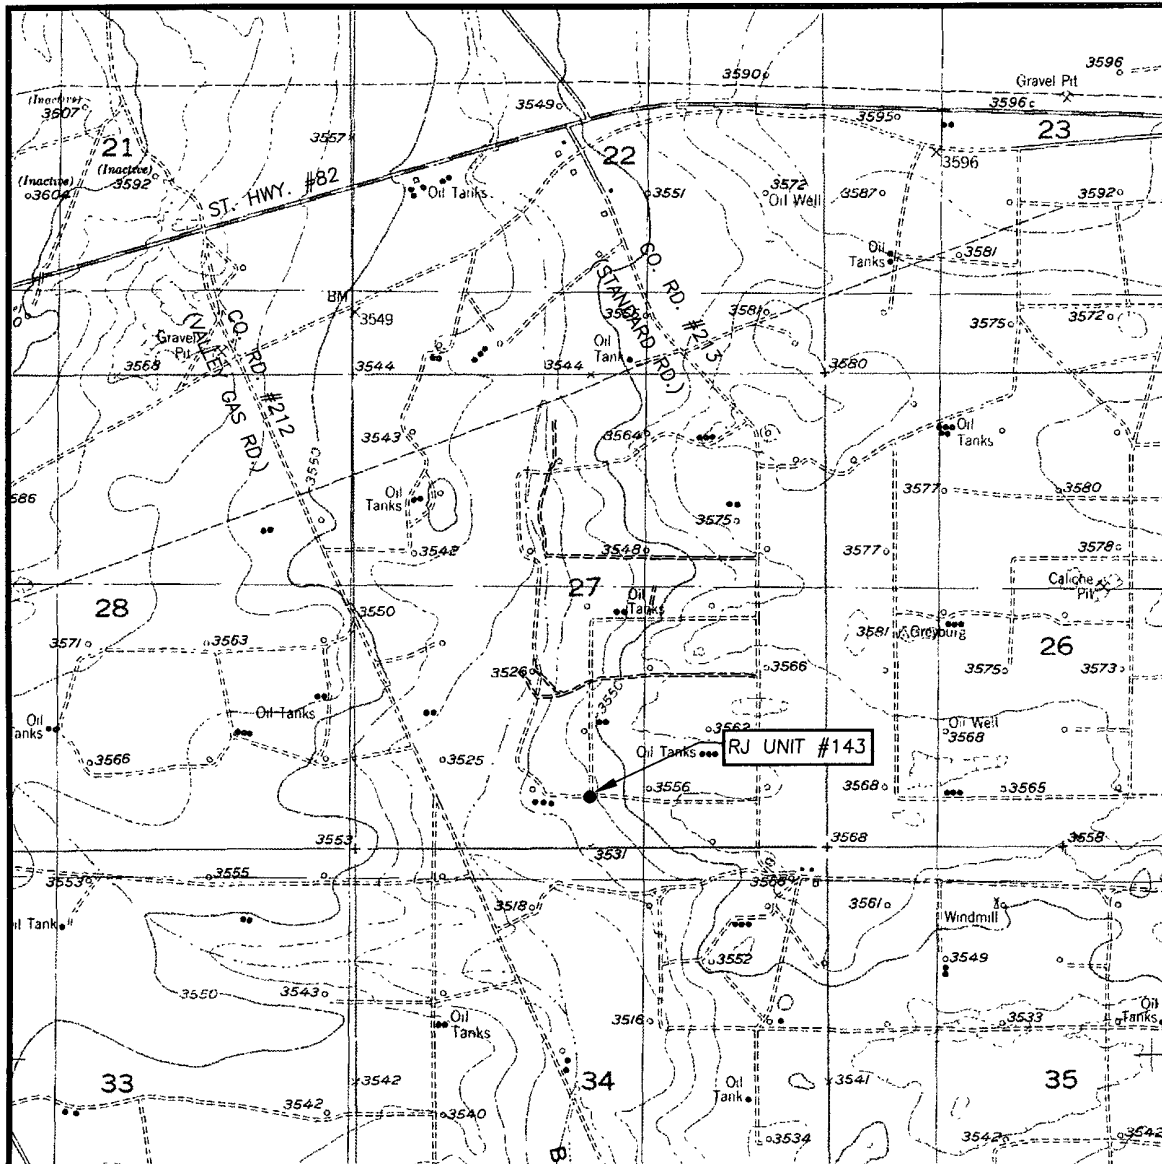 3596
3590
Gravel Pit
(Inactive)
3607
3549
3596
3595
23
3557
21
22
3596
(Inactive)
3592
(Inactive)
3604
Oil Tanks
3551
3572
Oil Well
3587
3592
ST. HWY. #82
Oil
Tanks
3581
CO. RD. #213
(STANDARD RD.)
BM
3549
3581
3575
3572
Gravel
Pit
3568
CO. RD. #212
(VALLEY GAS RD.)
3544
3544
Oil
Tank
3580
3543
3564
Oil
Tanks
3550
3586
Oil
Tanks
3577
3580
3575
3542
3548
3577
3578
27
28
Oil
Tanks
Caliche
Pit
3550
3571
3563
3581
Grayburg
26
3526
3566
3575
3573
3550
Oil
Tanks
Oil Tanks
3562
Oil Well
3568
RJ UNIT #143
Oil Tanks
3566
3525
3556
3568
3565
3553
3531
3568
3558
3553
3555
3566
3518
3561
Oil Tank
Windmill
3552
3549
3550
3543
Oil
Tanks
3516
3533
Oil
Tanks
33
3542
34
3541
35
Oil
Tank
3542
3540
3534
3542
3542
B